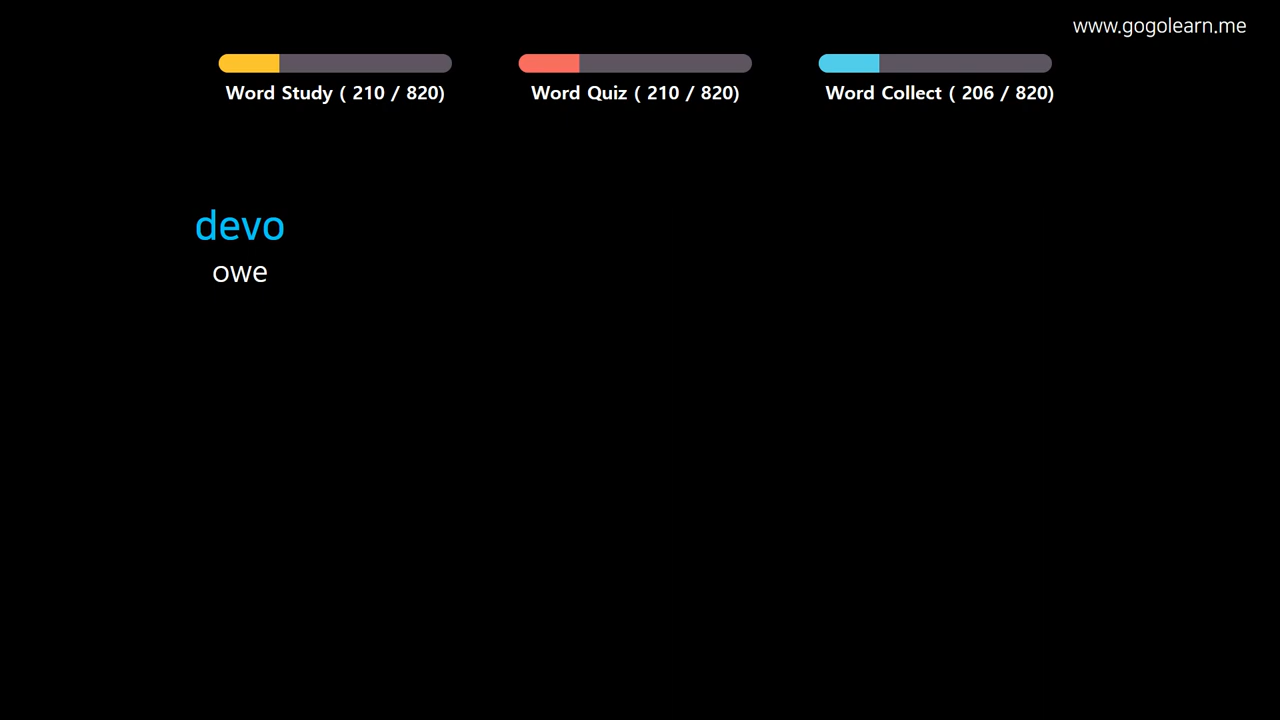 www.gogolearn.me
Word Study ( 210 / 820)
Word Quiz ( 210 / 820)
Word Collect ( 206 / 820)
devo
owe